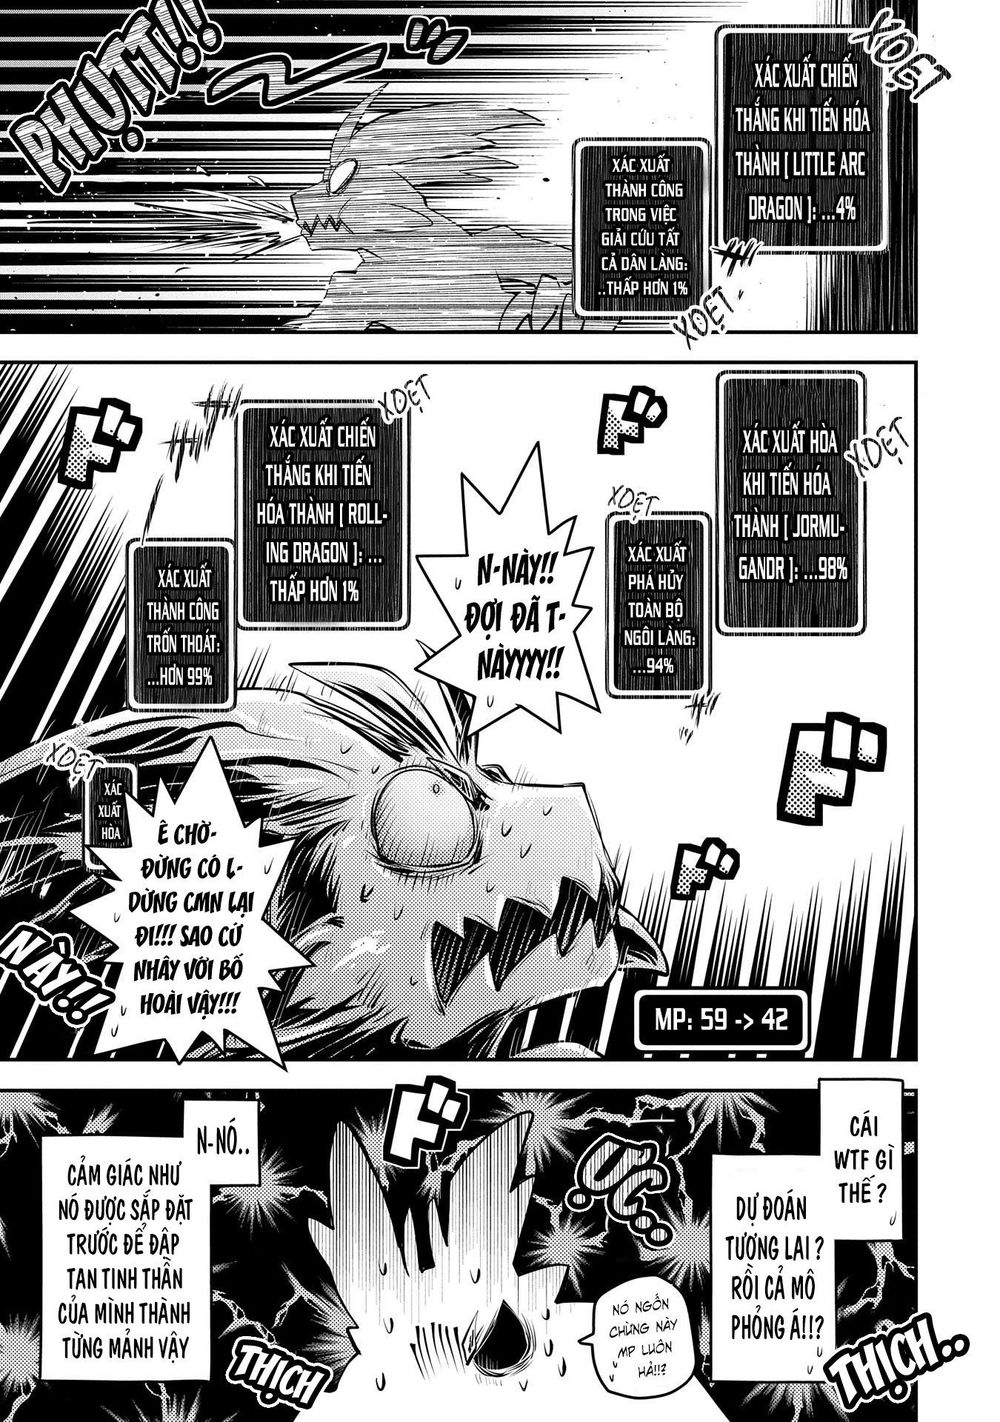 XOẸT
XÁC XUẤT CHIẾN
THẮNG KHI TIẾN HÓA
THÀNH [ LITTLE ARC
DRAGON ]: ...4%
XÁC XUẤT
THÀNH CÔNG
TRONG VIỆC
GIẢI CỨU TẤT
CẢ DÂN LÀNG:
..THẤP HƠN 1%
XOẸT
PHỤTT!!
XÁC XUẤT HÒA
KHI TIẾN HÓA
THÀNH [ JORMU-
GANDR ]: ...98%
XOẸT
ド
XOẸT
XÁC XUẤT
PHÁ HỦY
TOÀN BỘ
NGÔI LÀNG:
...94%
N-NÀY!!
ĐỢI ĐÃ T-
NÀYYYY!!
XOẸT
XÁC XUẤT CHIẾN
THẮNG KHI TIẾN
HÓA THÀNH [ ROLL-
ING DRAGON ]: ...
THẤP HƠN 1%
ド
XÁC XUẤT
THÀNH CÔNG
TRỐN THOÁT:
...HƠN 99%
XOẸT
XÁC
XUẤT
HÒA
ド
ド
Ê CHỜ-
ĐỪNG CÓ L-
DỪNG CMN LẠI
ĐI!!! SAO CỨ
NHÂY VỚI BỐ
HOÀI VẬY!!!
NÀY!!
MP: 59 -> 42
CÁI
WTF GÌ
THẾ ?
DỰ ĐOÁN
TƯƠNG LAI ?
RỒI CẢ MÔ
PHỎNG Á!!?
ỰC...
NÓ NGỐN
CHỪNG NÀY
MP LUÔN
HẢ!!?
THỊCH..
ド
N-NÓ..
CẢM GIÁC NHƯ
NÓ ĐƯỢC SẮP ĐẶT
TRƯỚC ĐỂ ĐẬP
TAN TINH THẦN
CỦA MÌNH THÀNH
TỪNG MẢNH VẬY
THỊCH